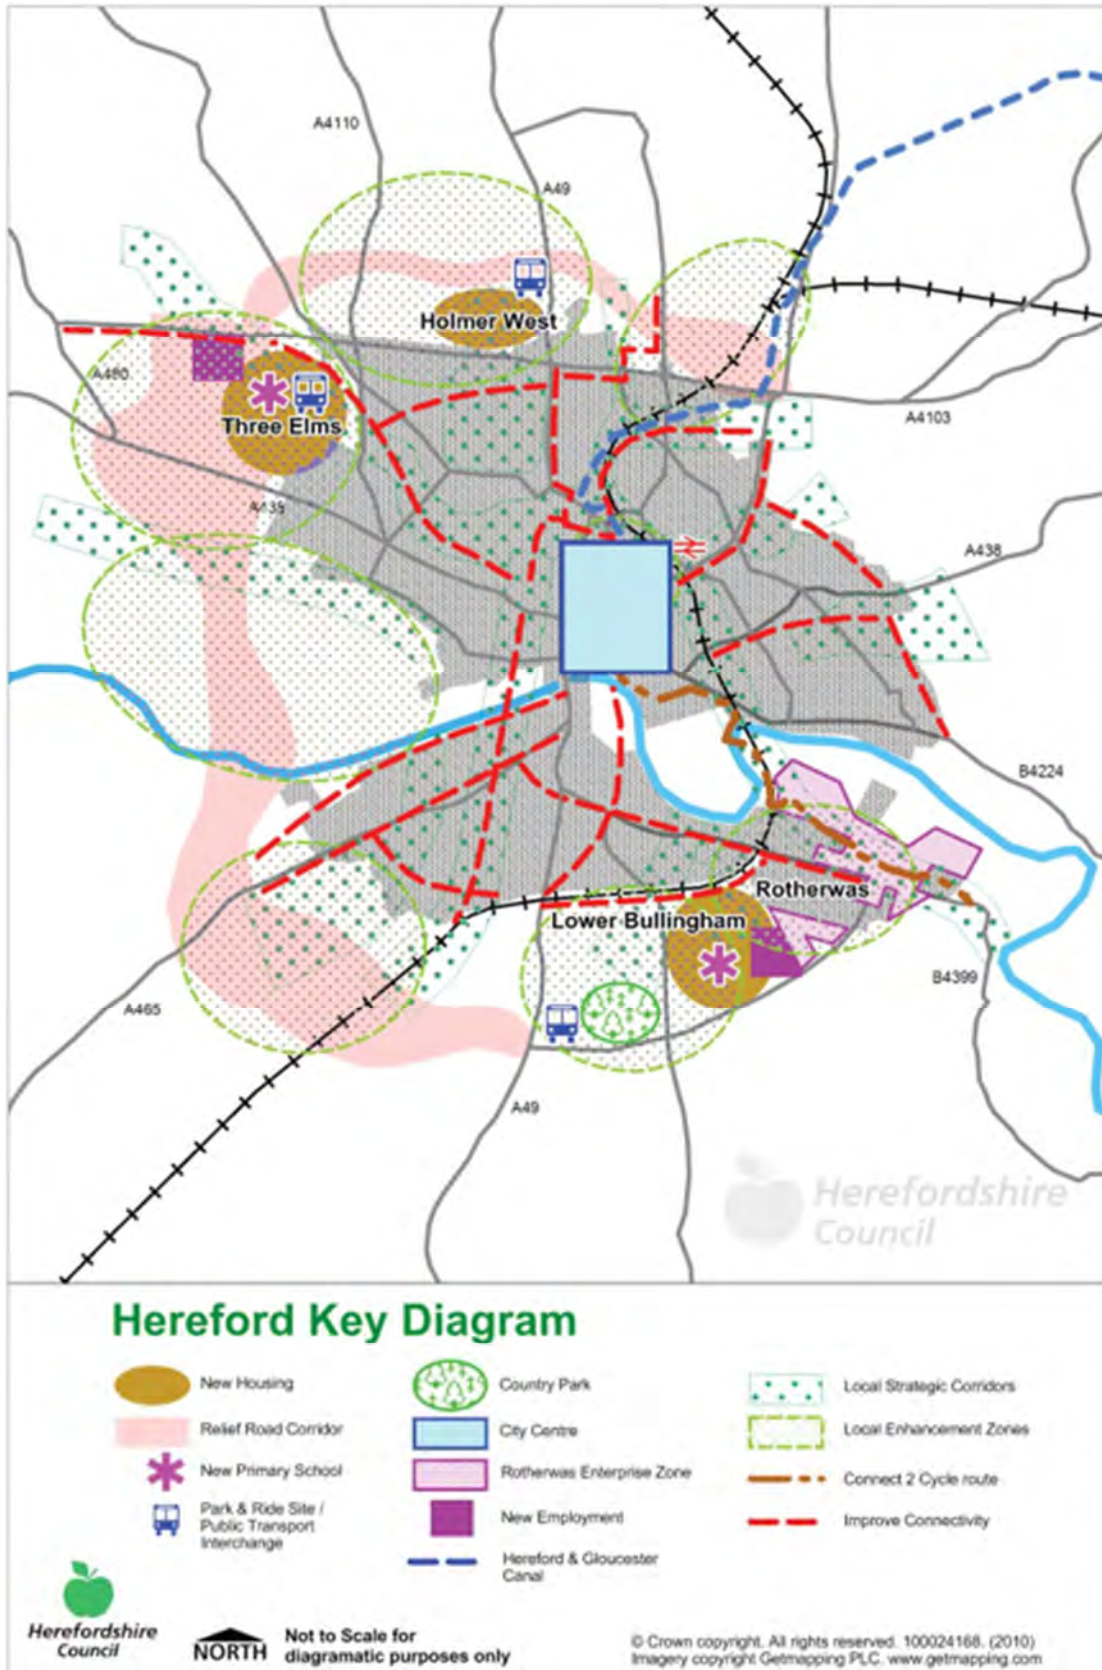 A4110
A49
Holmer West
A480
Three Elms
A4103
A438
A438
B4224
Rotherwas
Lower Bullingham
B4399
A465
A49
Herefordshire
Council
Hereford Key Diagram
New Housing
Relief Road Corridor
New Primary School
Park & Ride Site /
Public Transport
Interchange
Country Park
City Centre
Rotherwas Enterprise Zone
New Employment
Hereford & Gloucester
Canal
Local Strategic Corridors
Local Enhancement Zones
Connect 2 Cycle route
Improve Connectivity
Herefordshire
Council
NORTH
Not to Scale for
diagramatic purposes only
© Crown copyright. All rights reserved. 100024168. (2010)
Imagery copyright Getmapping PLC. www.getmapping.com